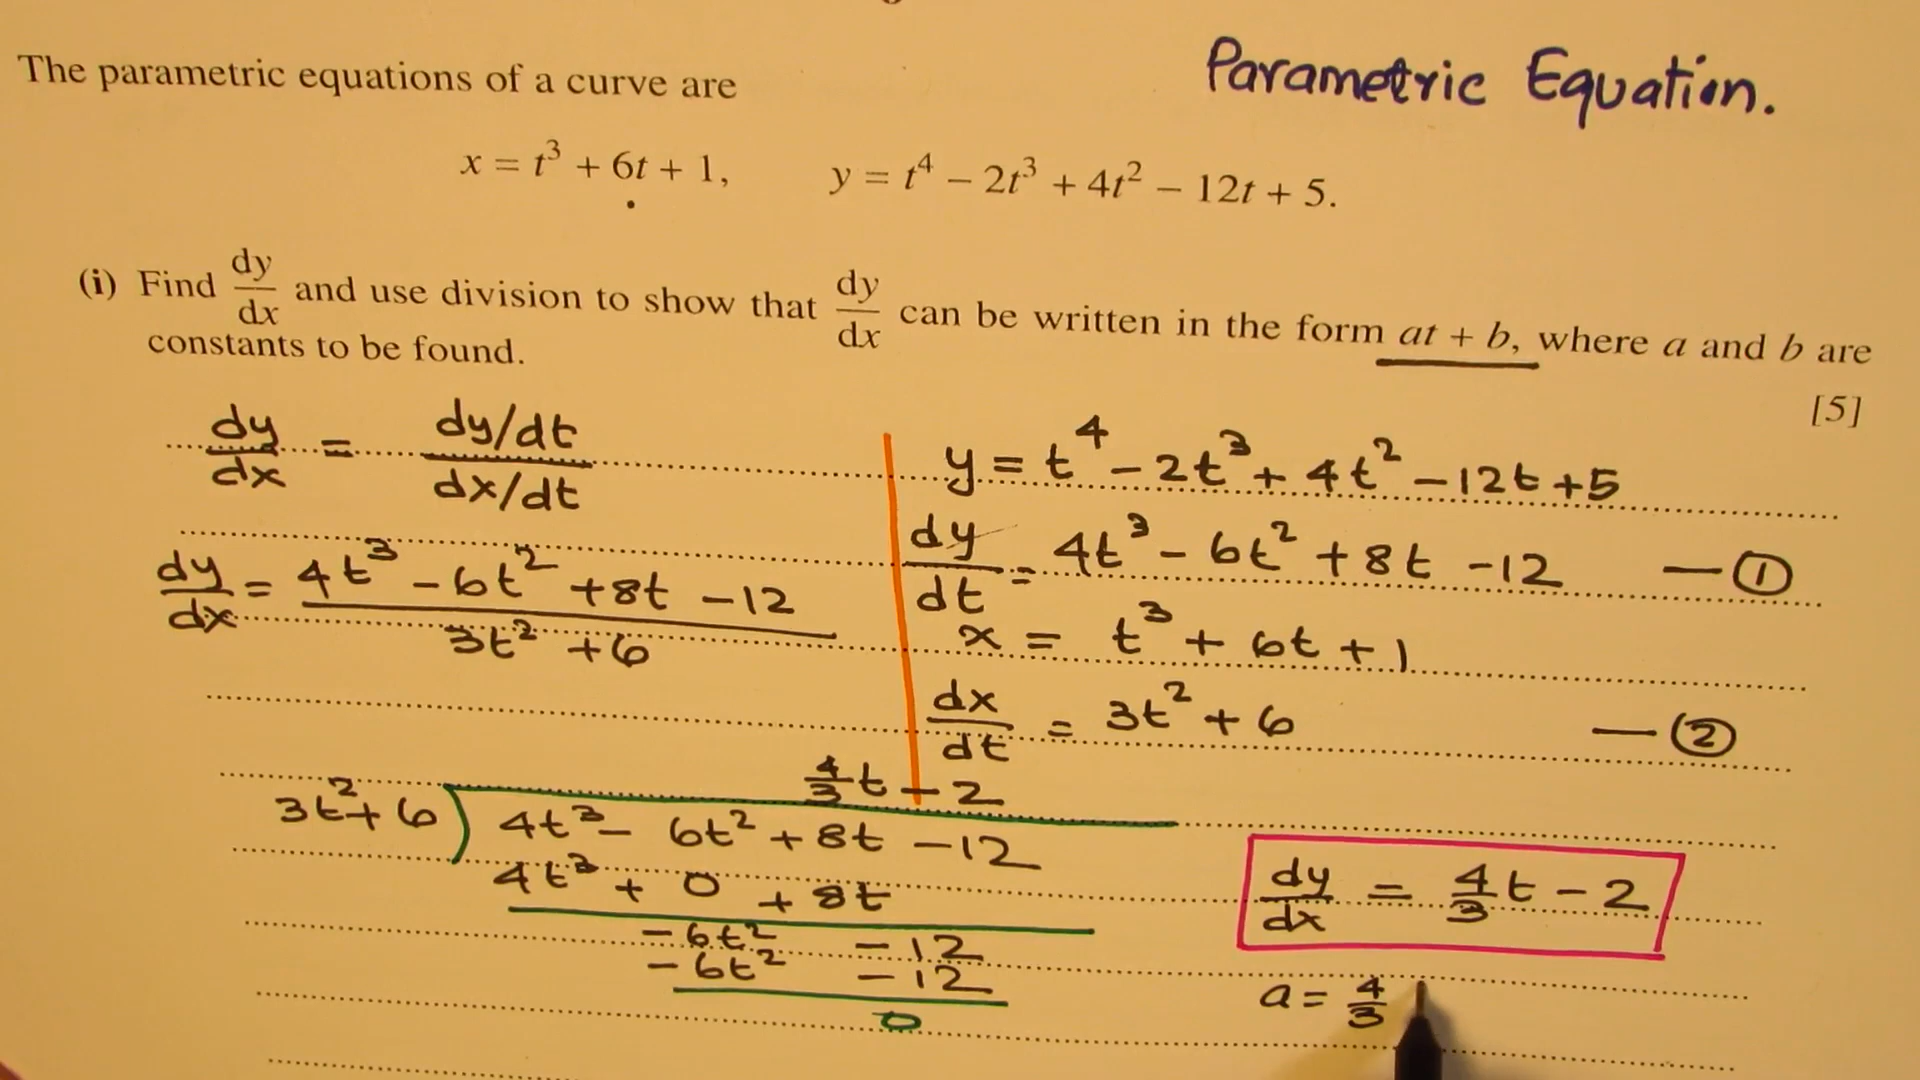 The parametric equations of a curve are
Parametric Equation.
x = t³ + 6t + 1, y = t⁴ − 2t³ + 4t² − 12t + 5.
(i) Find dy/dx and use division to show that dy/dx can be written in the form at + b, where a and b are
constants to be found.
[5]
dy/dx = (dy/dt)/(dx/dt)
dy/dx = (4t³ − 6t² + 8t − 12)/(3t² + 6)
y = t⁴ − 2t³ + 4t² − 12t + 5
dy/dt = 4t³ − 6t² + 8t − 12 — ①
x = t³ + 6t + 1
dx/dt = 3t² + 6 — ②
4/3 t − 2
3t² + 6 ) 4t³ − 6t² + 8t − 12
4t³ + 0 + 8t
−6t² − 12
−6t² − 12
0
dy/dx = 4/3 t − 2
a = 4/3